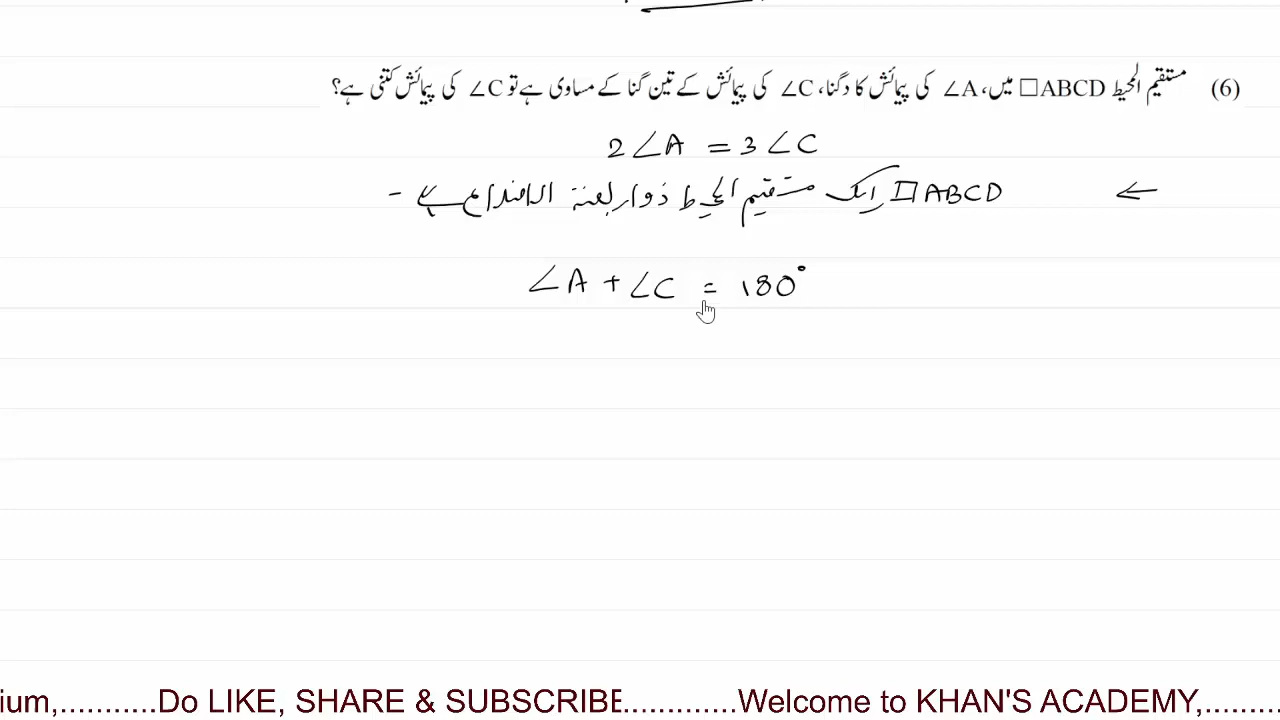 (6) مستقیم المحیط ABCD□ میں، A∠ کی پیمائش کا دگنا، C∠ کی پیمائش کے تین گنا کے مساوی ہے تو C∠ کی پیمائش کتنی ہے؟
2∠A = 3∠C
← □ABCD ایک مستقیم المحیط ذواربعۃ الاضلاع ہے -
∠A + ∠C = 180°
ium,...........Do LIKE, SHARE & SUBSCRIBE.............Welcome to KHAN'S ACADEMY,.........